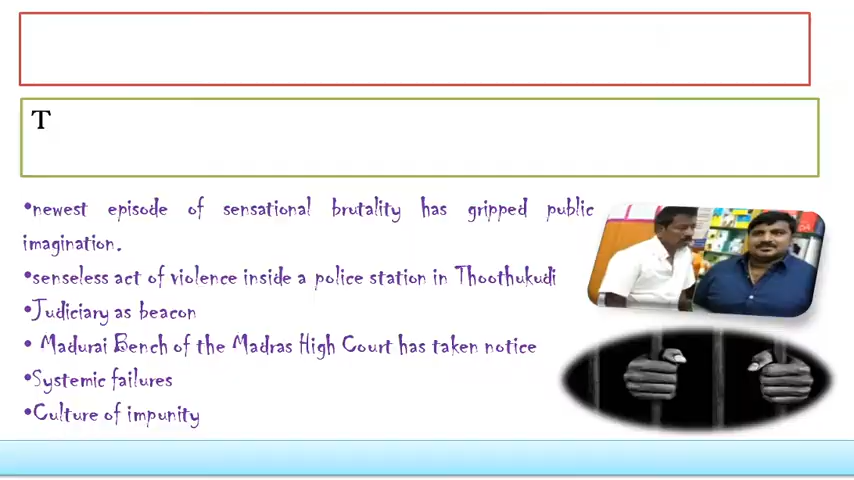 T
•newest episode of sensational brutality has gripped public
imagination.
•senseless act of violence inside a police station in Thoothukudi
•Judiciary as beacon
• Madurai Bench of the Madras High Court has taken notice
•Systemic failures
•Culture of impunity